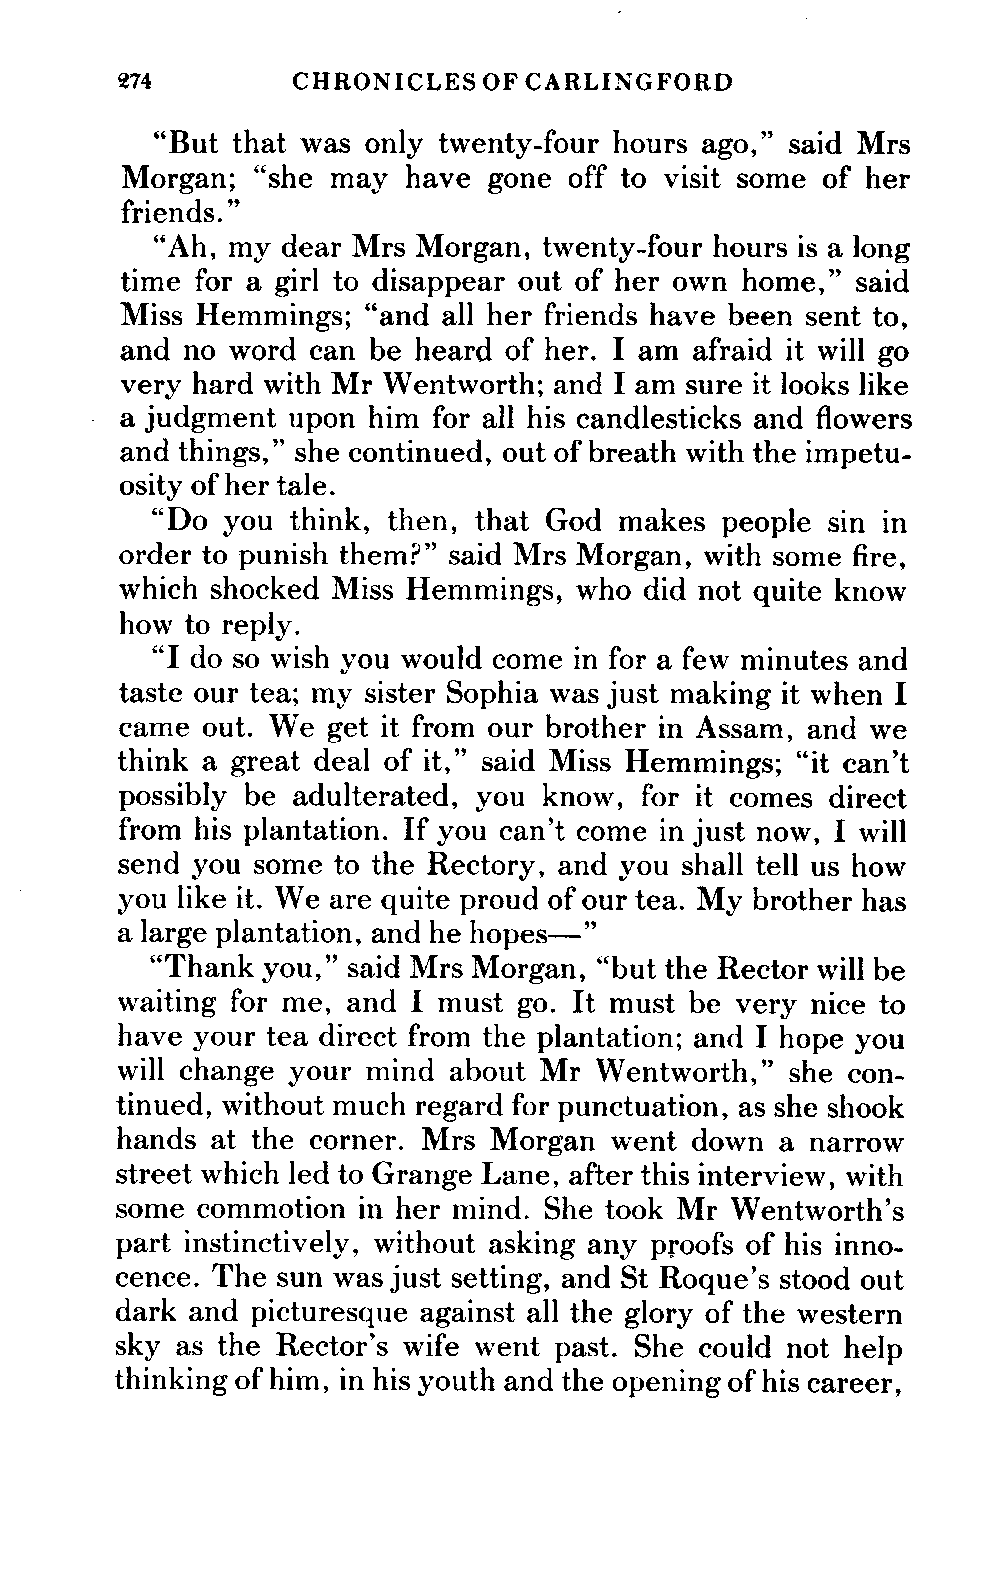 274 CHRONICLES OF CARLINGFORD
“But that was only twenty-four hours ago,” said Mrs
Morgan; “she may have gone off to visit some of her
friends.”
“Ah, my dear Mrs Morgan, twenty-four hours is a long
time for a girl to disappear out of her own home,” said
Miss Hemmings; “and all her friends have been sent to,
and no word can be heard of her. I am afraid it will go
very hard with Mr Wentworth; and I am sure it looks like
a judgment upon him for all his candlesticks and flowers
and things,” she continued, out of breath with the impetu-
osity of her tale.
“Do you think, then, that God makes people sin in
order to punish them?” said Mrs Morgan, with some fire,
which shocked Miss Hemmings, who did not quite know
how to reply.
“I do so wish you would come in for a few minutes and
taste our tea; my sister Sophia was just making it when I
came out. We get it from our brother in Assam, and we
think a great deal of it,” said Miss Hemmings; “it can’t
possibly be adulterated, you know, for it comes direct
from his plantation. If you can’t come in just now, I will
send you some to the Rectory, and you shall tell us how
you like it. We are quite proud of our tea. My brother has
a large plantation, and he hopes—”
“Thank you,” said Mrs Morgan, “but the Rector will be
waiting for me, and I must go. It must be very nice to
have your tea direct from the plantation; and I hope you
will change your mind about Mr Wentworth,” she con-
tinued, without much regard for punctuation, as she shook
hands at the corner. Mrs Morgan went down a narrow
street which led to Grange Lane, after this interview, with
some commotion in her mind. She took Mr Wentworth’s
part instinctively, without asking any proofs of his inno-
cence. The sun was just setting, and St Roque’s stood out
dark and picturesque against all the glory of the western
sky as the Rector’s wife went past. She could not help
thinking of him, in his youth and the opening of his career,